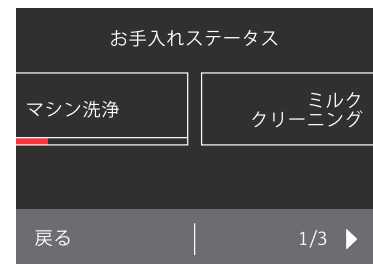 お手入れステータス
マシン洗浄
ミルク
クリーニング
戻る
1/3